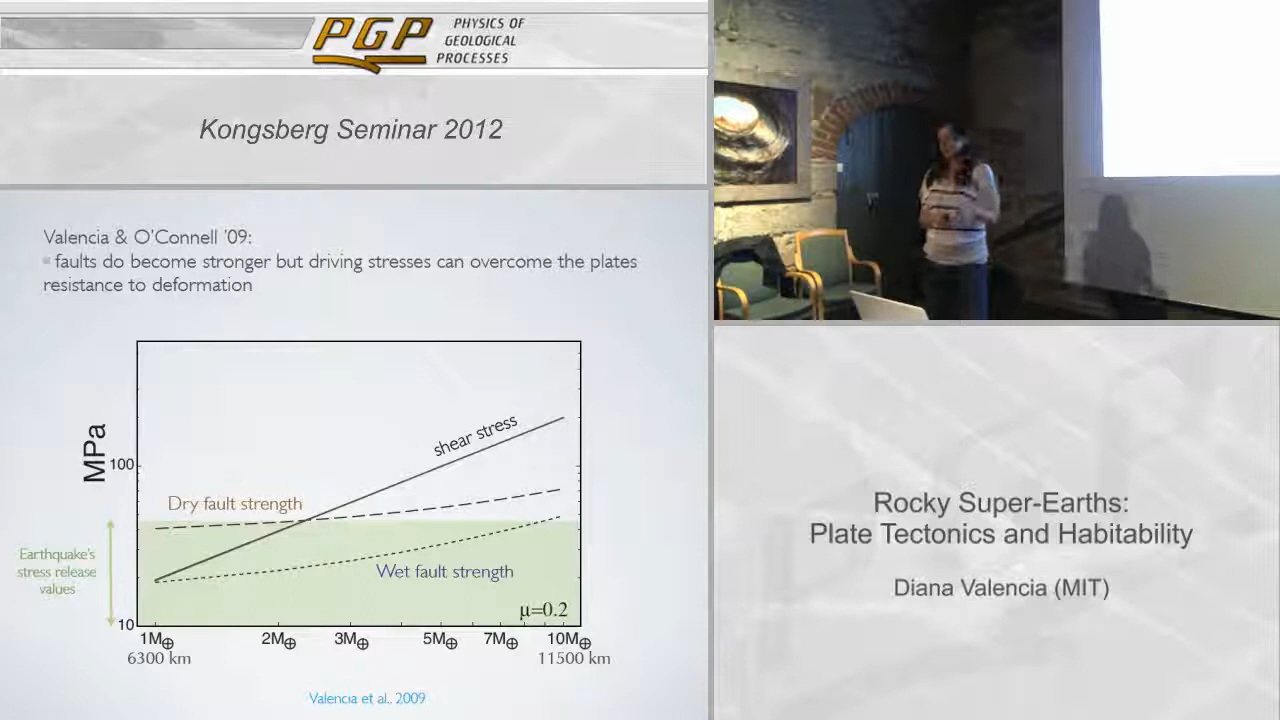 PGP
PHYSICS OF
GEOLOGICAL
PROCESSES
Kongsberg Seminar 2012
Valencia & O'Connell '09:
faults do become stronger but driving stresses can overcome the plates
resistance to deformation
MPa
100
10
shear stress
Dry fault strength
Wet fault strength
Earthquake's
stress release
values
μ=0.2
1M⊕ 2M⊕ 3M⊕ 5M⊕ 7M⊕ 10M⊕
6300 km 11500 km
Valencia et al., 2009
Rocky Super-Earths:
Plate Tectonics and Habitability
Diana Valencia (MIT)